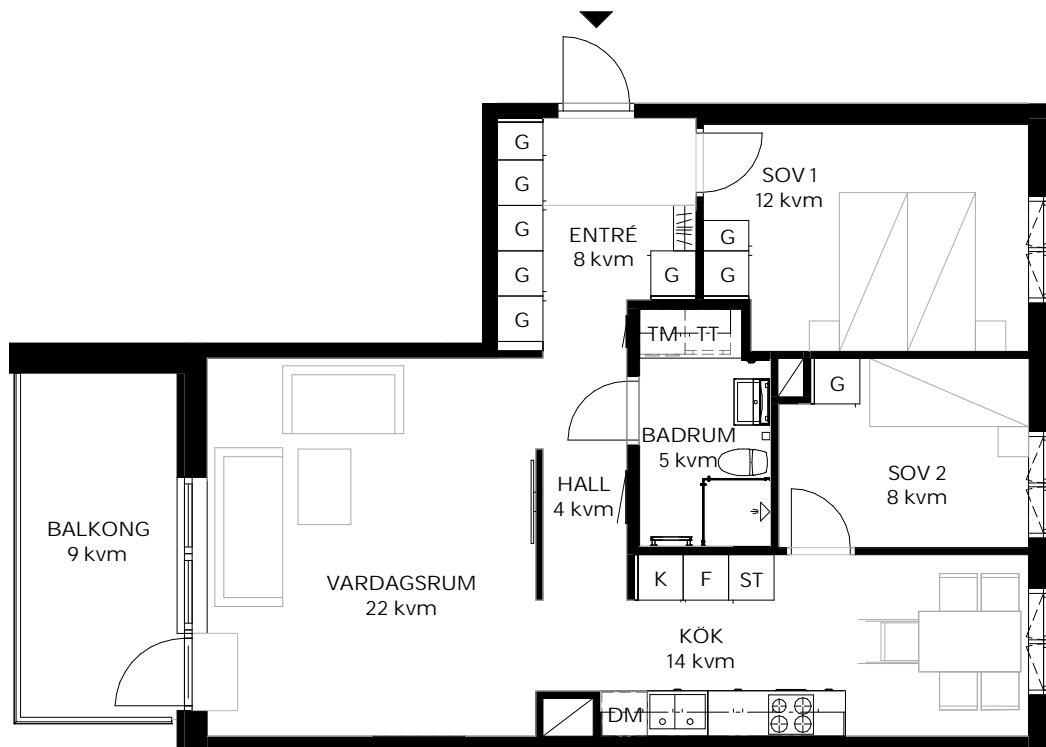 G
G
G
G
G
ENTRÉ
8 kvm
G
SOV 1
12 kvm
G
G
TM
TT
BADRUM
5 kvm
G
SOV 2
8 kvm
HALL
4 kvm
BALKONG
9 kvm
VARDAGSRUM
22 kvm
K
F
ST
KÖK
14 kvm
DM